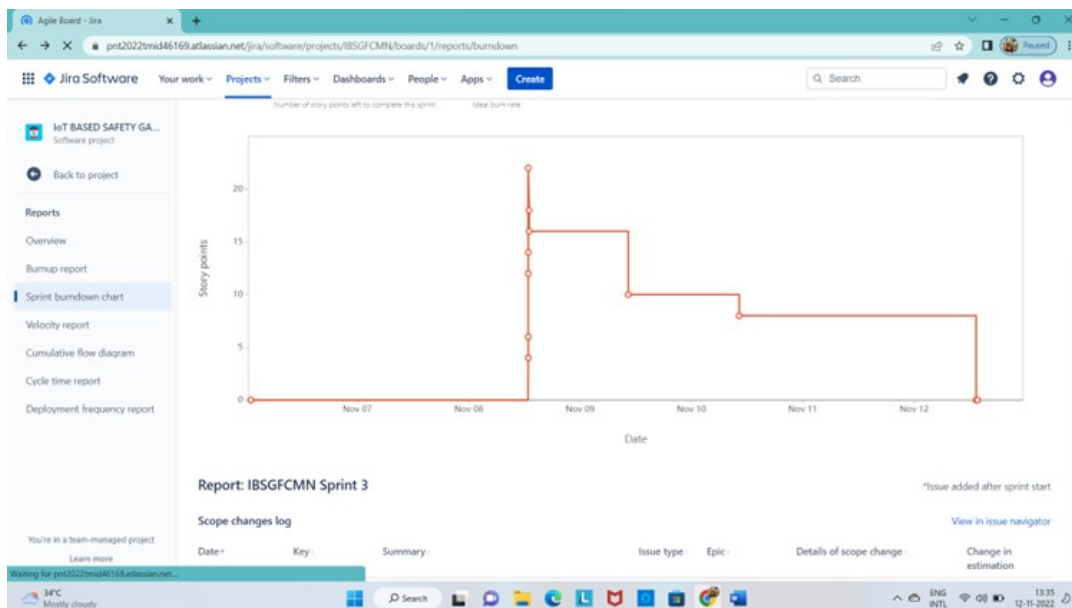 Agile Board - Jira
pnt2022tmid46169.atlassian.net/jira/software/projects/IBSGFCMN/boards/1/reports/burndown
Paused
Jira Software Your work Projects Filters Dashboards People Apps Create Search
Number of story points left to complete this sprint Ideal burn rate
IoT BASED SAFETY GA...
Software project
Back to project
Reports
Overview
Burnup report
Sprint burndown chart
Velocity report
Cumulative flow diagram
Cycle time report
Deployment frequency report
You're in a team-managed project
Learn more
Waiting for pnt2022tmid46169.atlassian.net...
Story points
20
15
10
5
0
Nov 07 Nov 08 Nov 09 Nov 10 Nov 11 Nov 12
Date
Report: IBSGFCMN Sprint 3
*Issue added after sprint start
Scope changes log
View in issue navigator
Date Key Summary Issue type Epic Details of scope change Change in estimation
34°C
Mostly cloudy
Search
ENG
INTL
13:35
12-11-2022